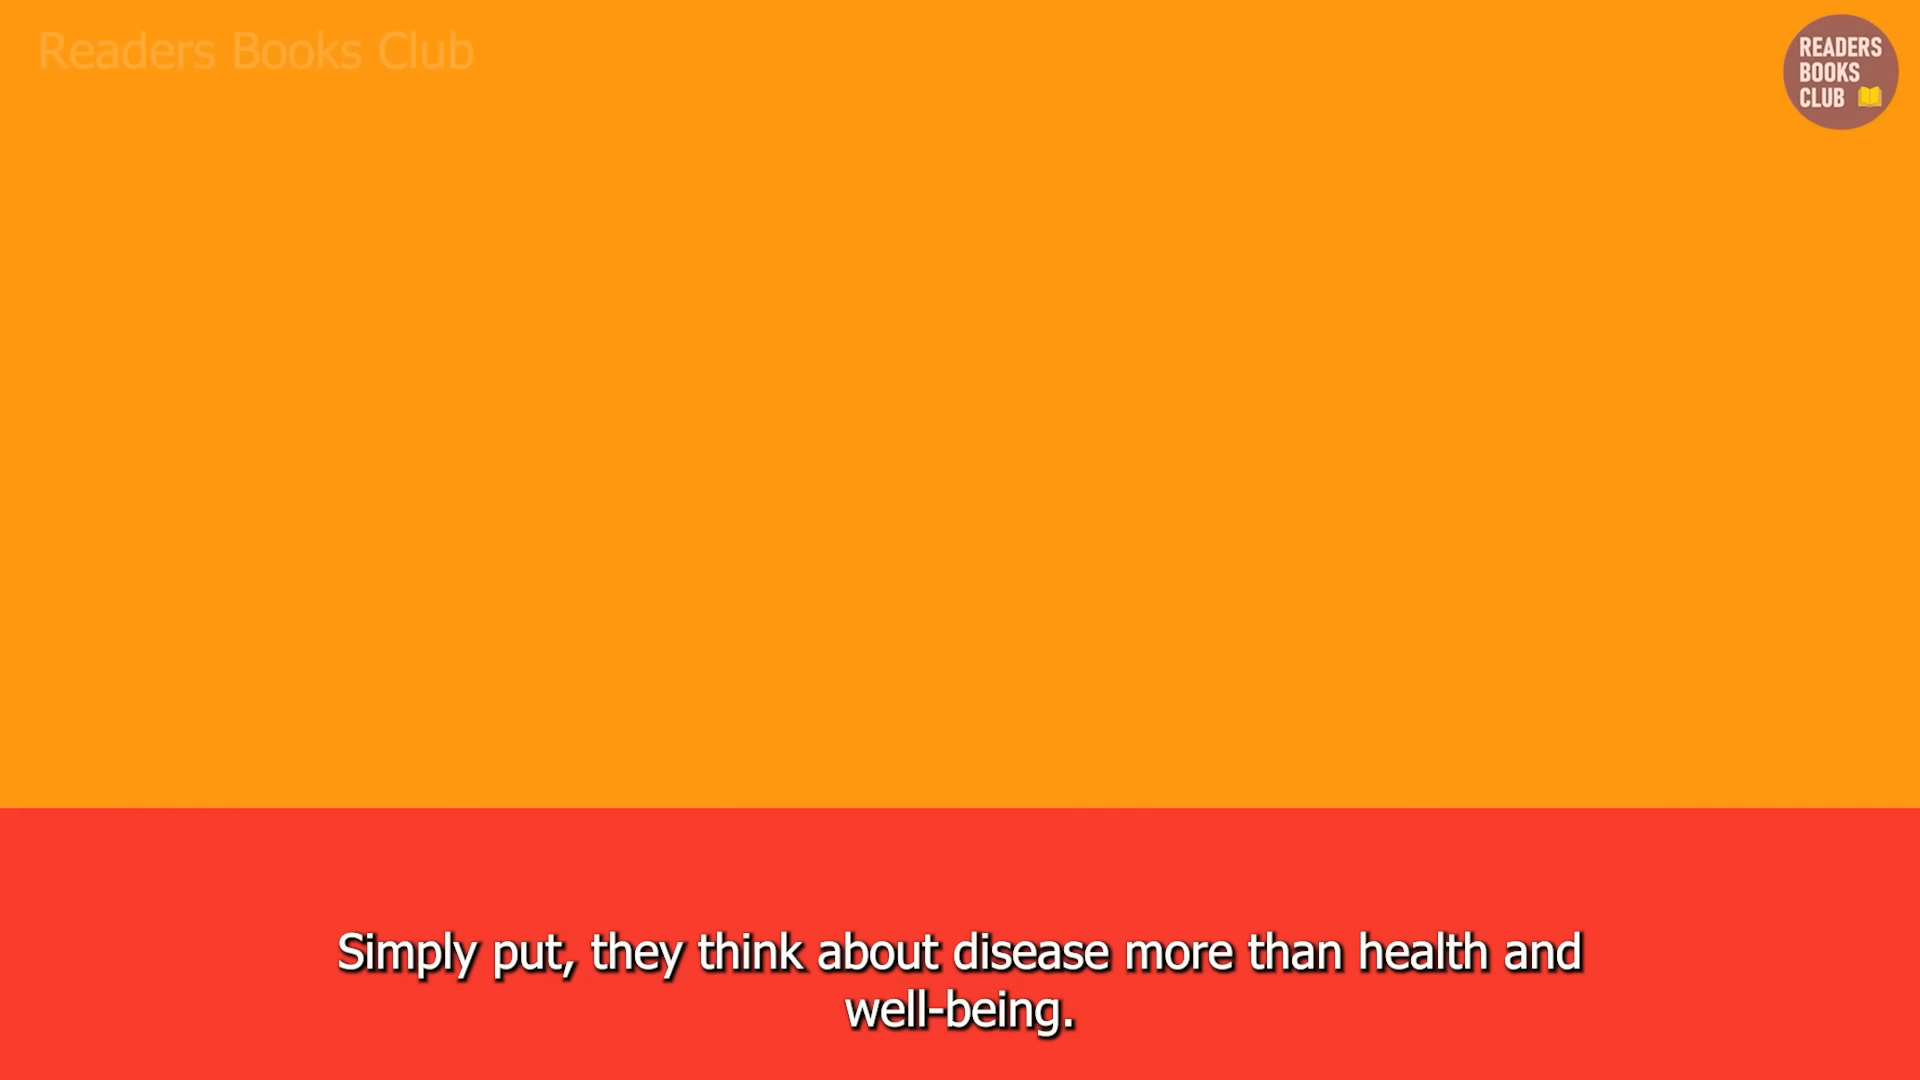 Readers Books Club
READERS
BOOKS
CLUB
Simply put, they think about disease more than health and
well-being.